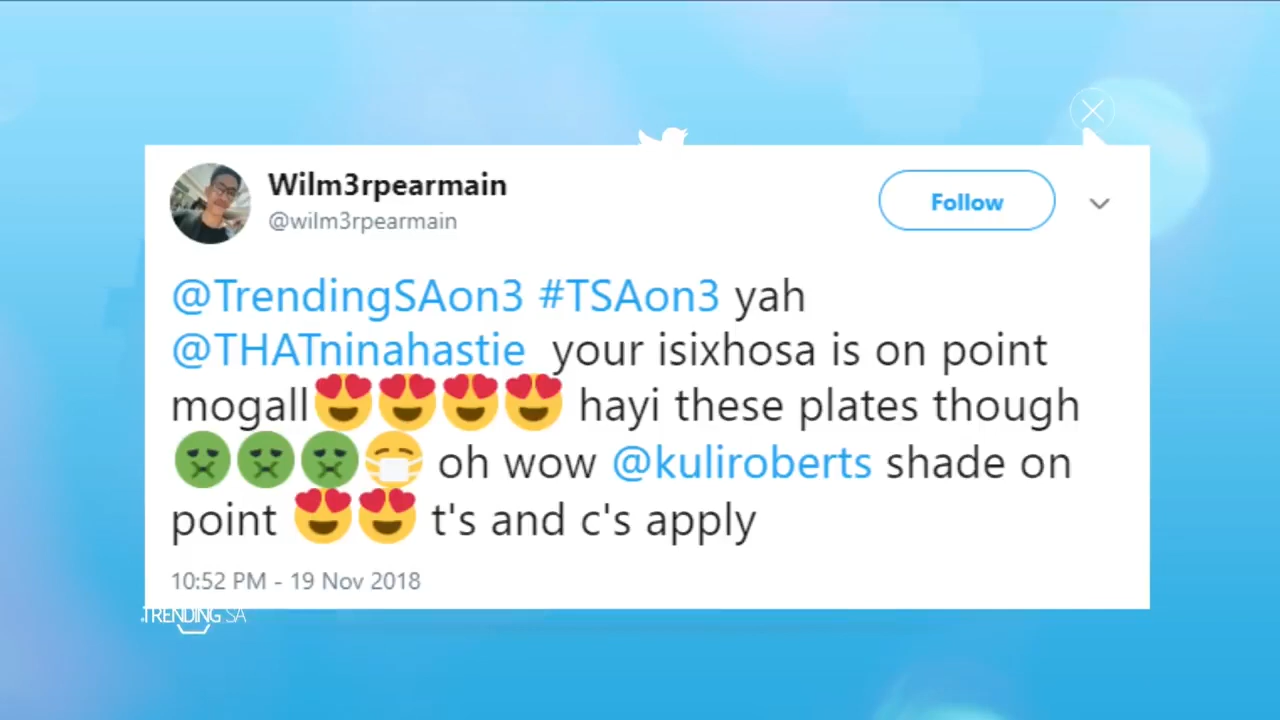 Wilm3rpearmain
@wilm3rpearmain
Follow
@TrendingSAon3 #TSAon3 yah
@THATninahastie your isixhosa is on point
mogall😍😍😍😍 hayi these plates though
🤢🤢🤢😷 oh wow @kuliroberts shade on
point 😍😍 t's and c's apply
10:52 PM - 19 Nov 2018
TRENDING SA